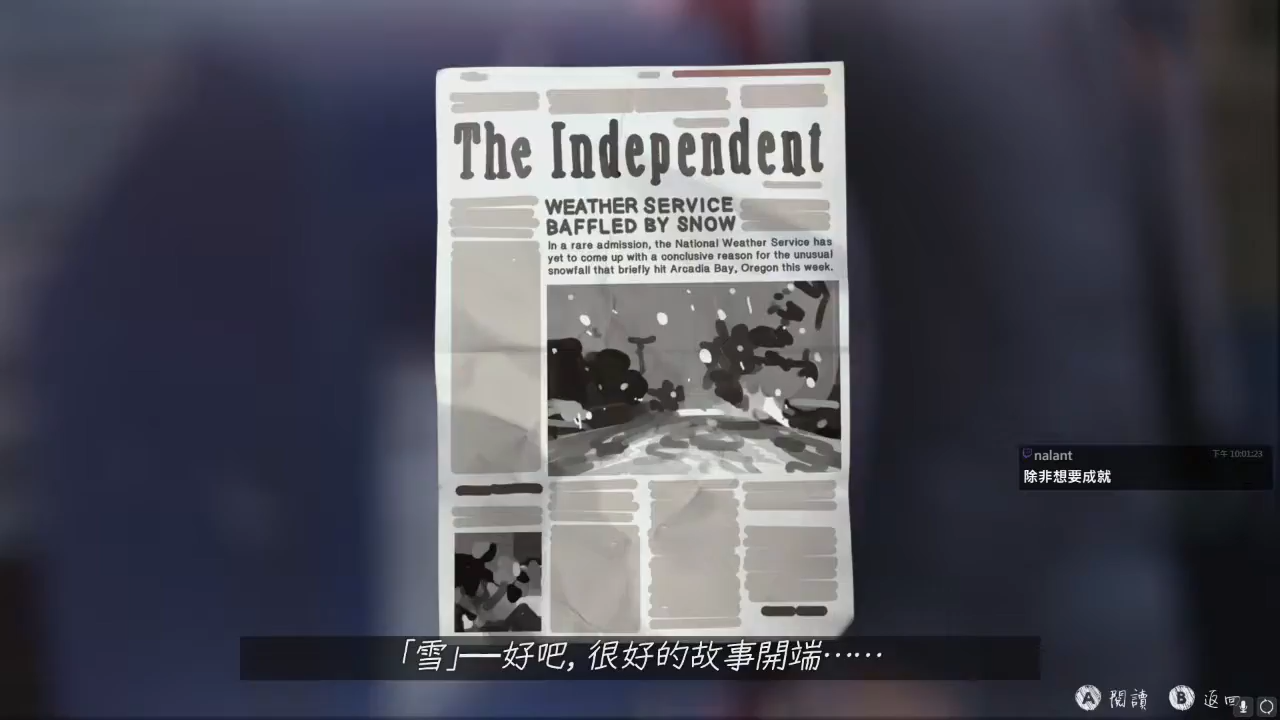 The Independent
WEATHER SERVICE
BAFFLED BY SNOW
In a rare admission, the National Weather Service has
yet to come up with a conclusive reason for the unusual
snowfall that briefly hit Arcadia Bay, Oregon this week.
nalant 下午 10:01:23
除非想要成就
「雪」—好吧, 很好的故事開端……
A 閱讀 B 返回